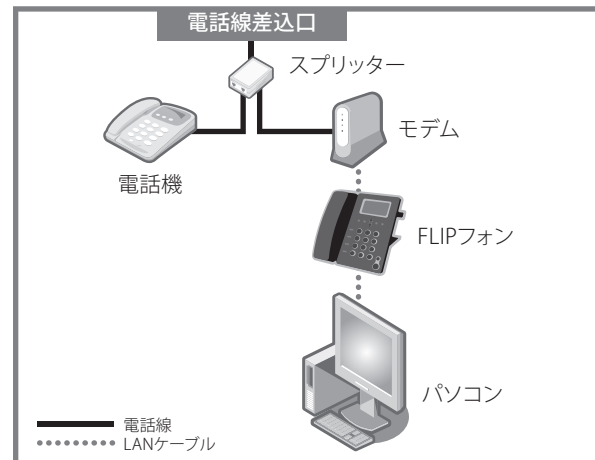 電話線差込口
スプリッター
モデム
電話機
FLIPフォン
パソコン
電話線
LANケーブル